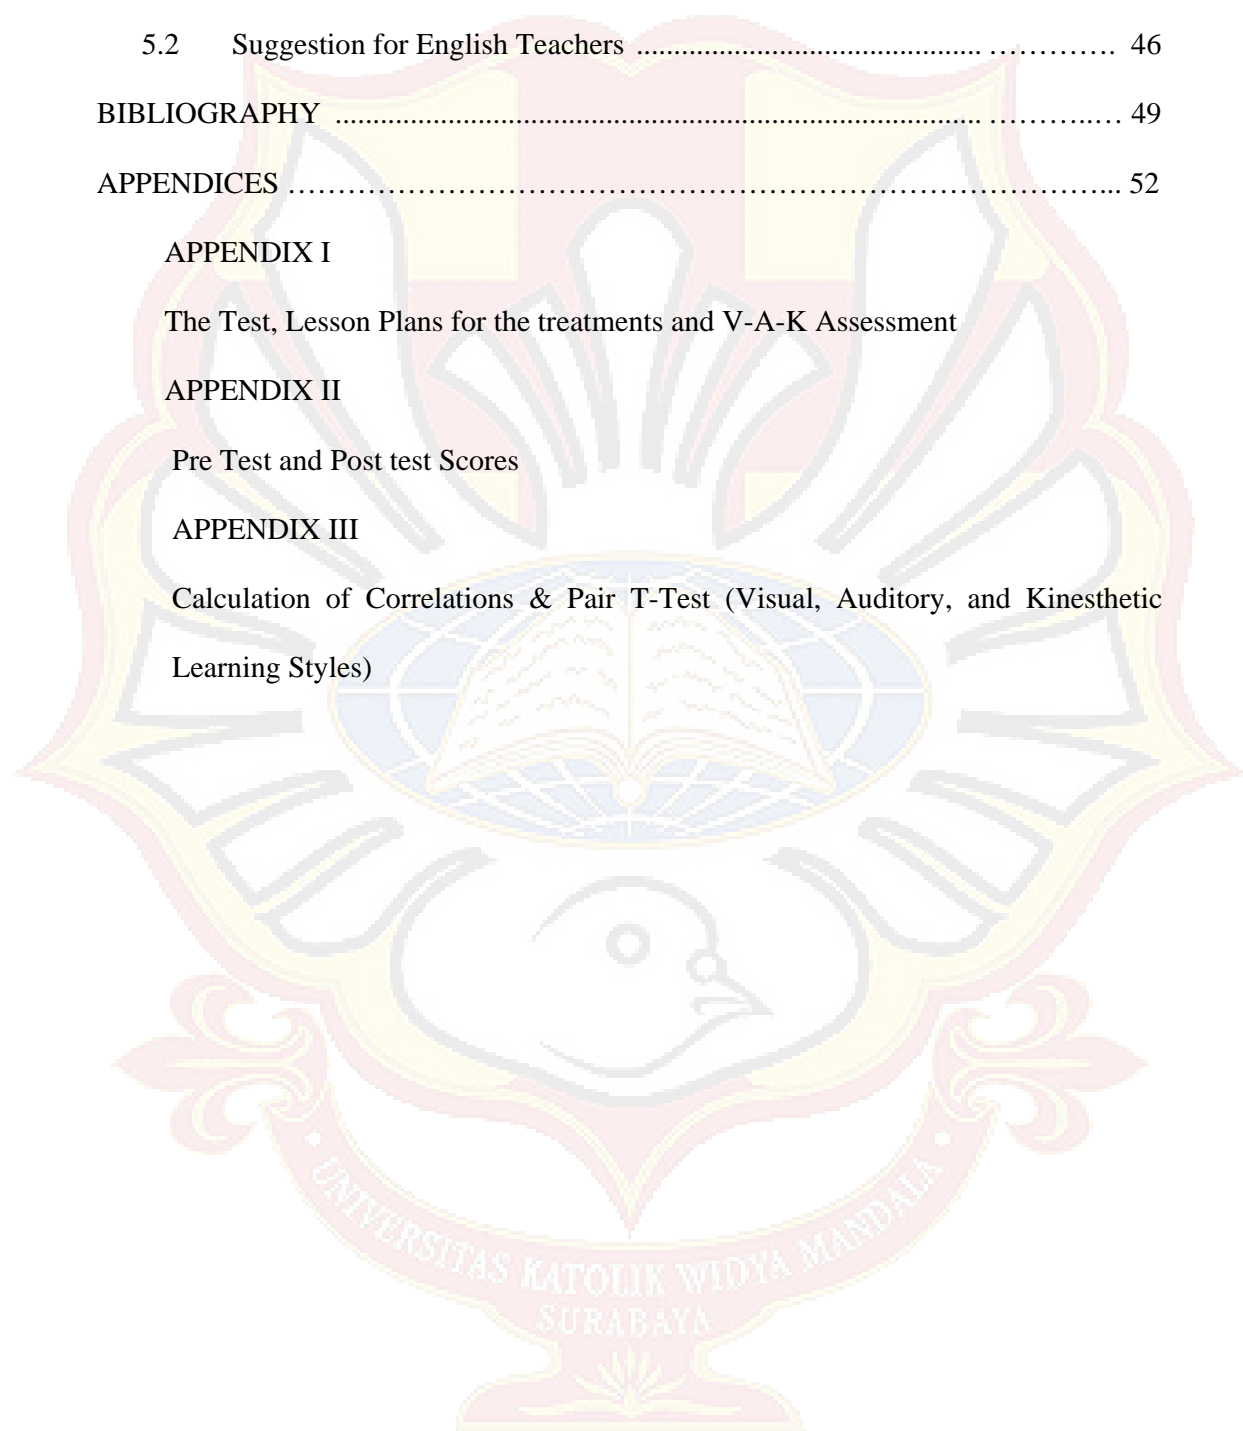 5.2 Suggestion for English Teachers .............................................. …………. 46
BIBLIOGRAPHY ...................................................................................... ………..… 49
APPENDICES ………………………………………………………………………... 52
APPENDIX I
The Test, Lesson Plans for the treatments and V-A-K Assessment
APPENDIX II
Pre Test and Post test Scores
APPENDIX III
Calculation of Correlations & Pair T-Test (Visual, Auditory, and Kinesthetic
Learning Styles)
UNIVERSITAS KATOLIK WIDYA MANDALA
SURABAYA